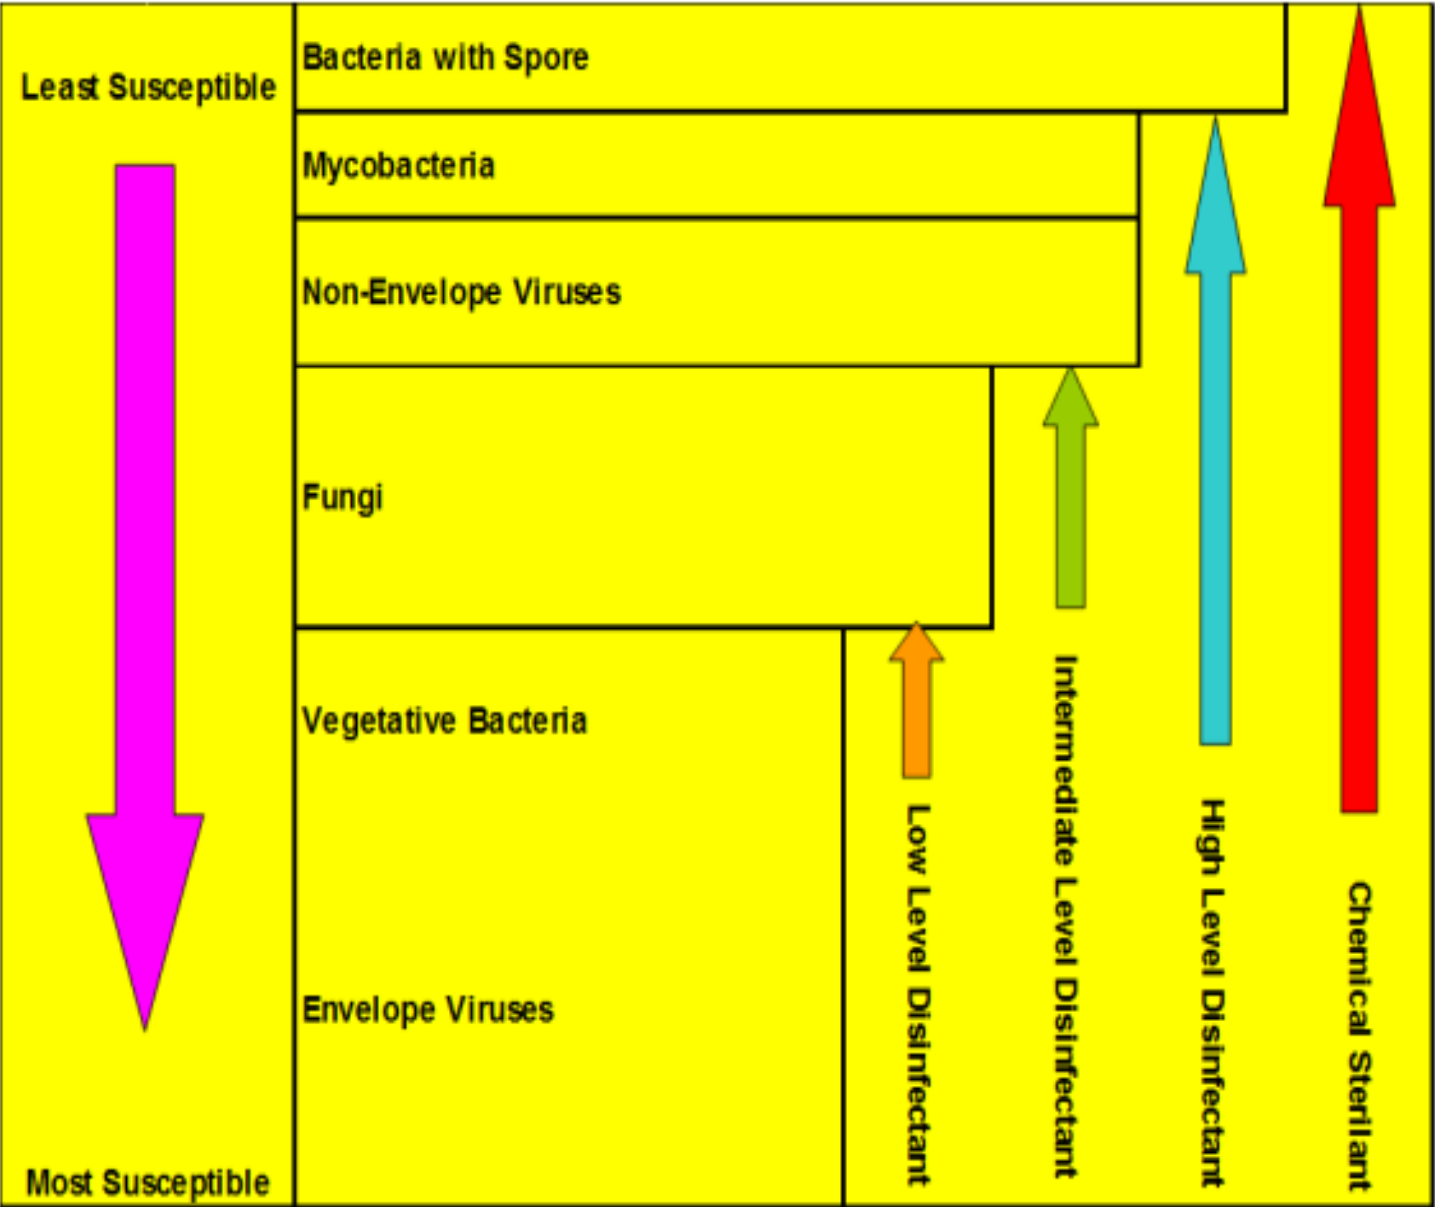 Least Susceptible
Bacteria with Spore
Mycobacteria
Non-Envelope Viruses
Fungi
Vegetative Bacteria
Envelope Viruses
Most Susceptible
Low Level Disinfectant
Intermediate Level Disinfectant
High Level Disinfectant
Chemical Sterilant